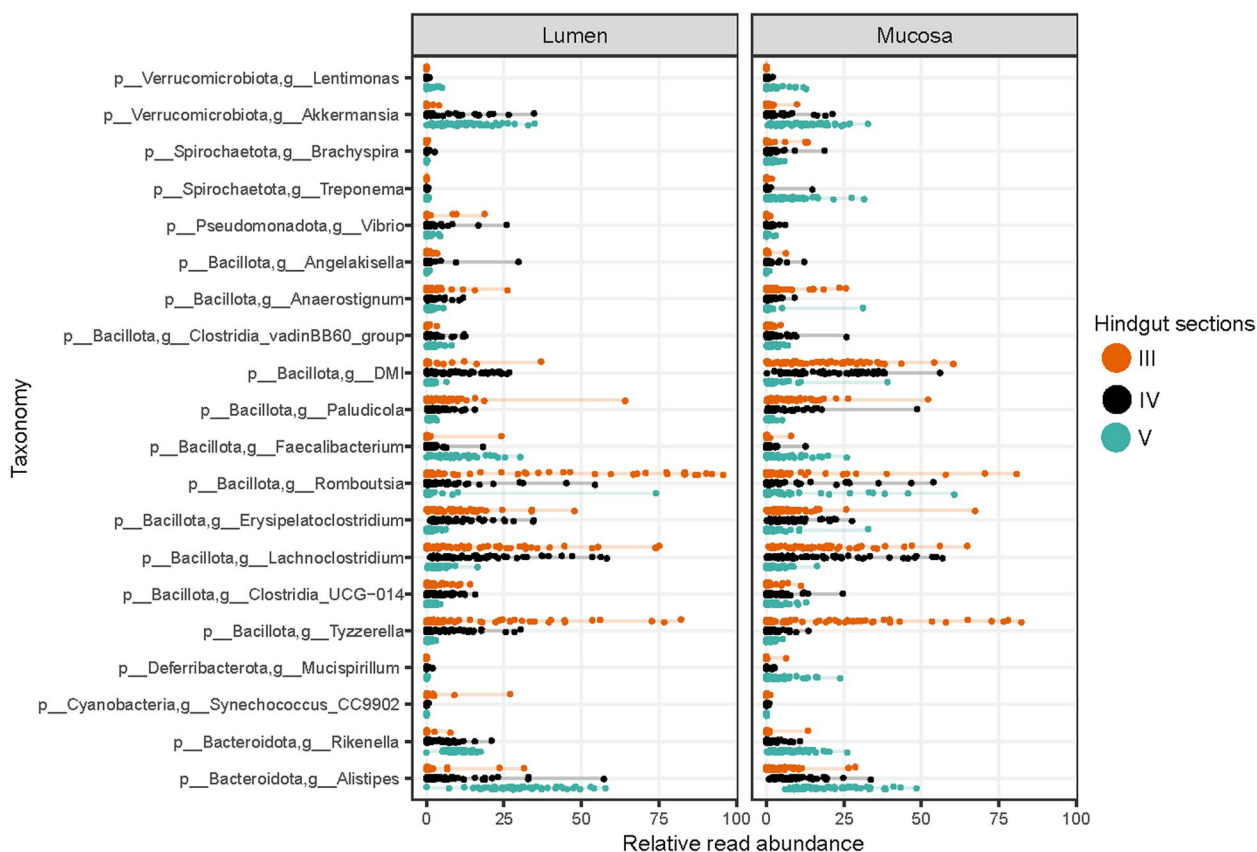 Lumen
Mucosa
p__Verrucomicrobiota,g__Lentimonas
p__Verrucomicrobiota,g__Akkermansia
p__Spirochaetota,g__Brachyspira
p__Spirochaetota,g__Treponema
p__Pseudomonadota,g__Vibrio
p__Bacillota,g__Angelakisella
p__Bacillota,g__Anaerostignum
p__Bacillota,g__Clostridia_vadinBB60_group
p__Bacillota,g__DMI
p__Bacillota,g__Paludicola
p__Bacillota,g__Faecalibacterium
p__Bacillota,g__Romboutsia
p__Bacillota,g__Erysipelatoclostridium
p__Bacillota,g__Lachnoclostridium
p__Bacillota,g__Clostridia_UCG−014
p__Bacillota,g__Tyzzerella
p__Deferribacterota,g__Mucispirillum
p__Cyanobacteria,g__Synechococcus_CC9902
p__Bacteroidota,g__Rikenella
p__Bacteroidota,g__Alistipes
Taxonomy
0 25 50 75 100
0 25 50 75 100
Relative read abundance
Hindgut sections
III
IV
V